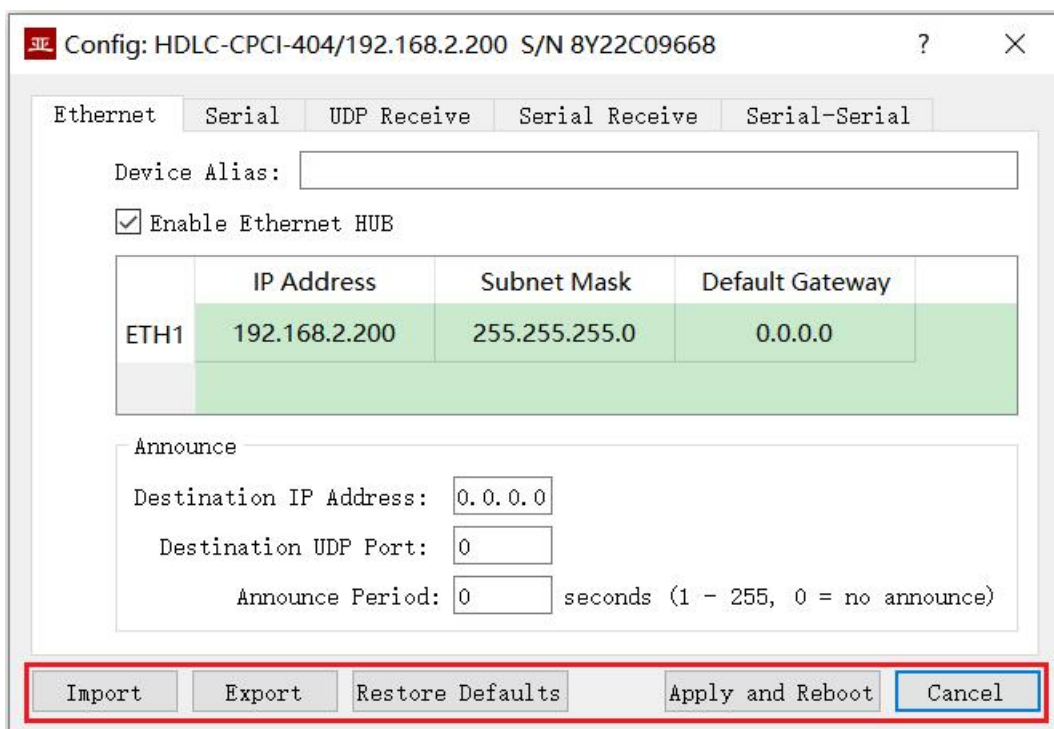 Config: HDLC-CPCI-404/192.168.2.200 S/N 8Y22C09668 ?
Ethernet Serial UDP Receive Serial Receive Serial-Serial
Device Alias:
Enable Ethernet HUB
IP Address Subnet Mask Default Gateway
ETH1 192.168.2.200 255.255.255.0 0.0.0.0
Announce
Destination IP Address: 0.0.0.0
Destination UDP Port: 0
Announce Period: 0 seconds (1 - 255, 0 = no announce)
Import Export Restore Defaults Apply and Reboot Cancel